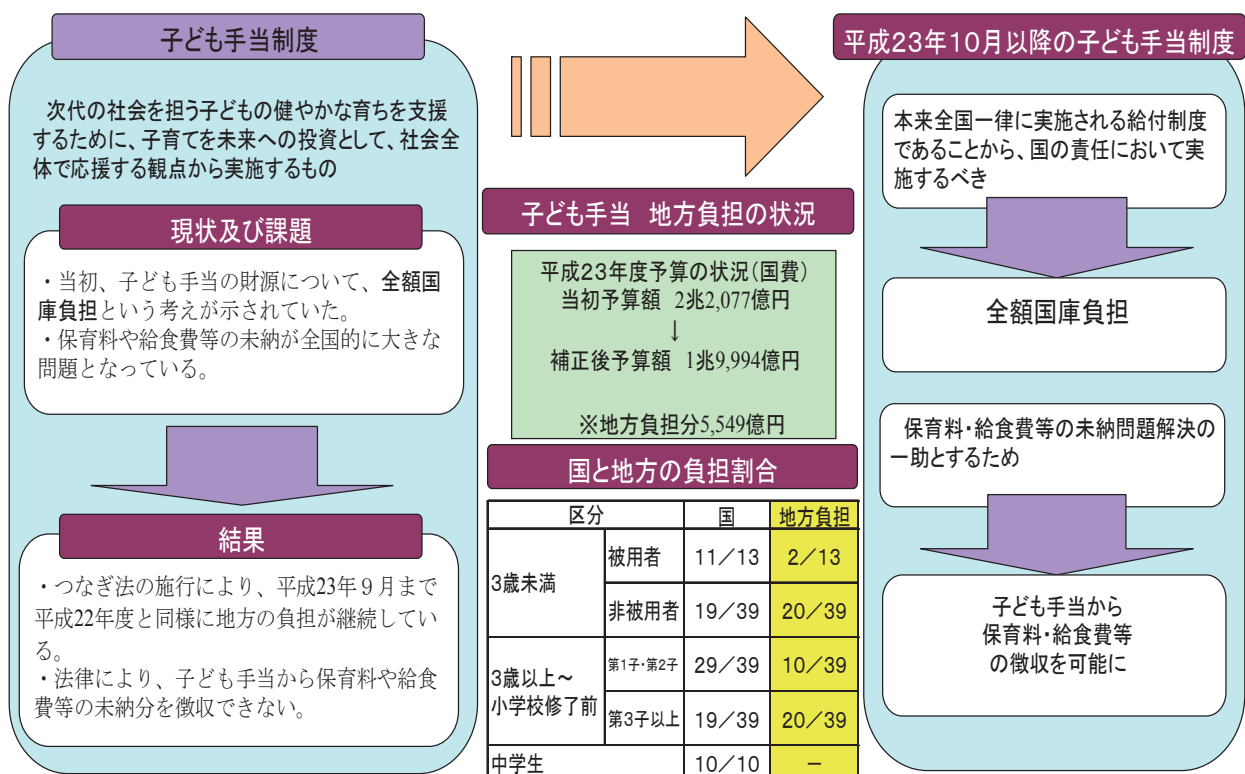 子ども手当制度
次代の社会を担う子どもの健やかな育ちを支援
するために、子育てを未来への投資として、社会全
体で応援する観点から実施するもの
現状及び課題
・当初、子ども手当の財源について、全額国
庫負担という考えが示されていた。
・保育料や給食費等の未納が全国的に大きな
問題となっている。
結果
・つなぎ法の施行により、平成23年９月まで
平成22年度と同様に地方の負担が継続してい
る。
・法律により、子ども手当から保育料や給食
費等の未納分を徴収できない。
子ども手当 地方負担の状況
平成２３年度予算の状況(国費)
当初予算額 2兆2,077億円
↓
補正後予算額 1兆9,994億円
※地方負担分5,549億円
国と地方の負担割合
区分 国 地方負担
3歳未満 被用者 11／13 2／13
非被用者 19／39 20／39
3歳以上～
小学校修了前
第1子・第2子 29／39 10／39
第3子以上 19／39 20／39
中学生 10／10 －
平成23年10月以降の子ども手当制度
本来全国一律に実施される給付制度
であることから、国の責任において実
施するべき
全額国庫負担
保育料・給食費等の未納問題解決の
一助とするため
子ども手当から
保育料・給食費等
の徴収を可能に